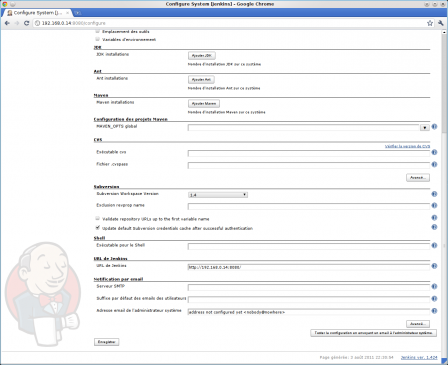 Configure System [Jenkins] - Google Chrome
Configure System [J...
192.168.0.14:8080/configure
Emplacement des outils
Variables d'environnement
JDK
JDK installations
Ajouter JDK
Nombre d'installation JDK sur ce système
Ant
Ant installations
Ajouter Ant
Nombre d'installation Ant sur ce système
Maven
Maven installations
Ajouter Maven
Nombre d'installation Maven sur ce système
Configuration des projets Maven
MAVEN_OPTS global
CVS
Vérifier la version de CVS
Exécutable cvs
Fichier .cvspass
Avancé...
Subversion
Subversion Workspace Version
1.4
Exclusion revprop name
Validate repository URLs up to the first variable name
Update default Subversion credentials cache after successful authentication
Shell
Exécutable pour le Shell
URL de Jenkins
URL de Jenkins
http://192.168.0.14:8080/
Notification par email
Serveur SMTP
Suffixe par défaut des emails des utilisateurs
Adresse email de l'administrateur système
address not configured yet <nobody@nowhere>
Avancé...
Tester la configuration en envoyant un email à l'administrateur système.
Enregistrer
Page générée: 3 août 2011 22:20:04
Jenkins ver. 1.424